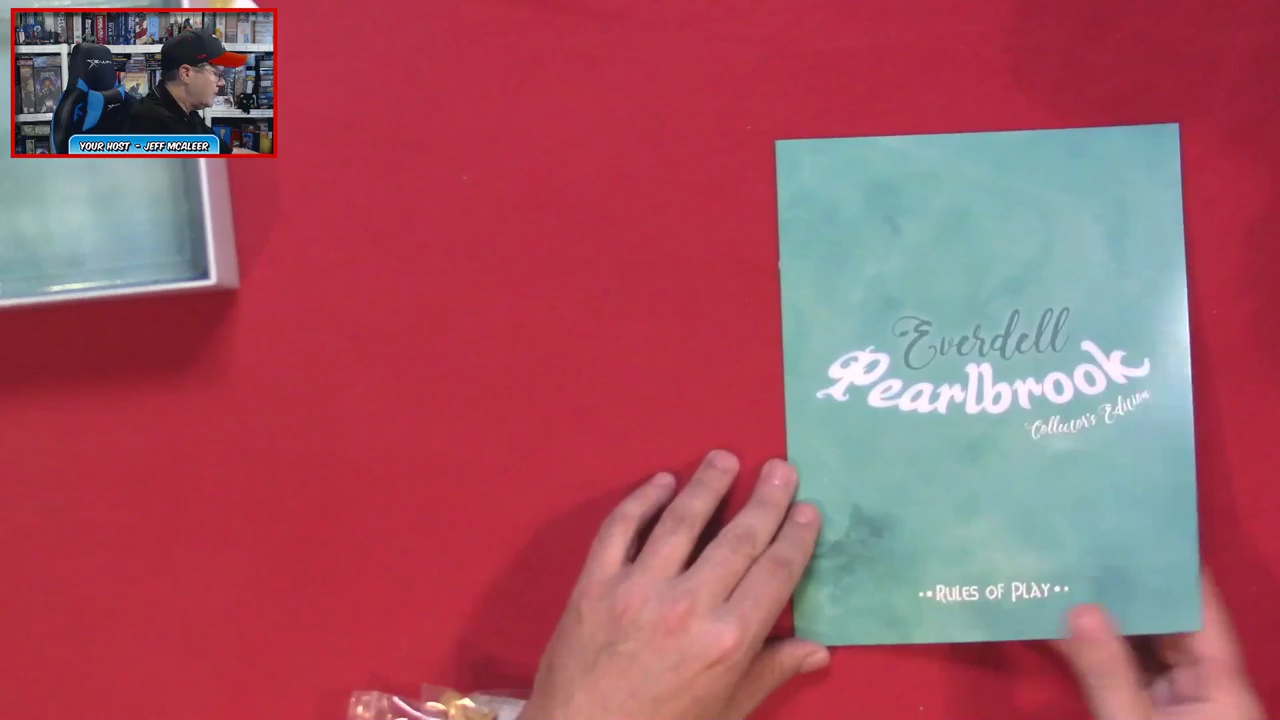 YOUR HOST - JEFF MCALEER
Everdell
Pearlbrook
Collector's Edition
••RULES OF PLAY••